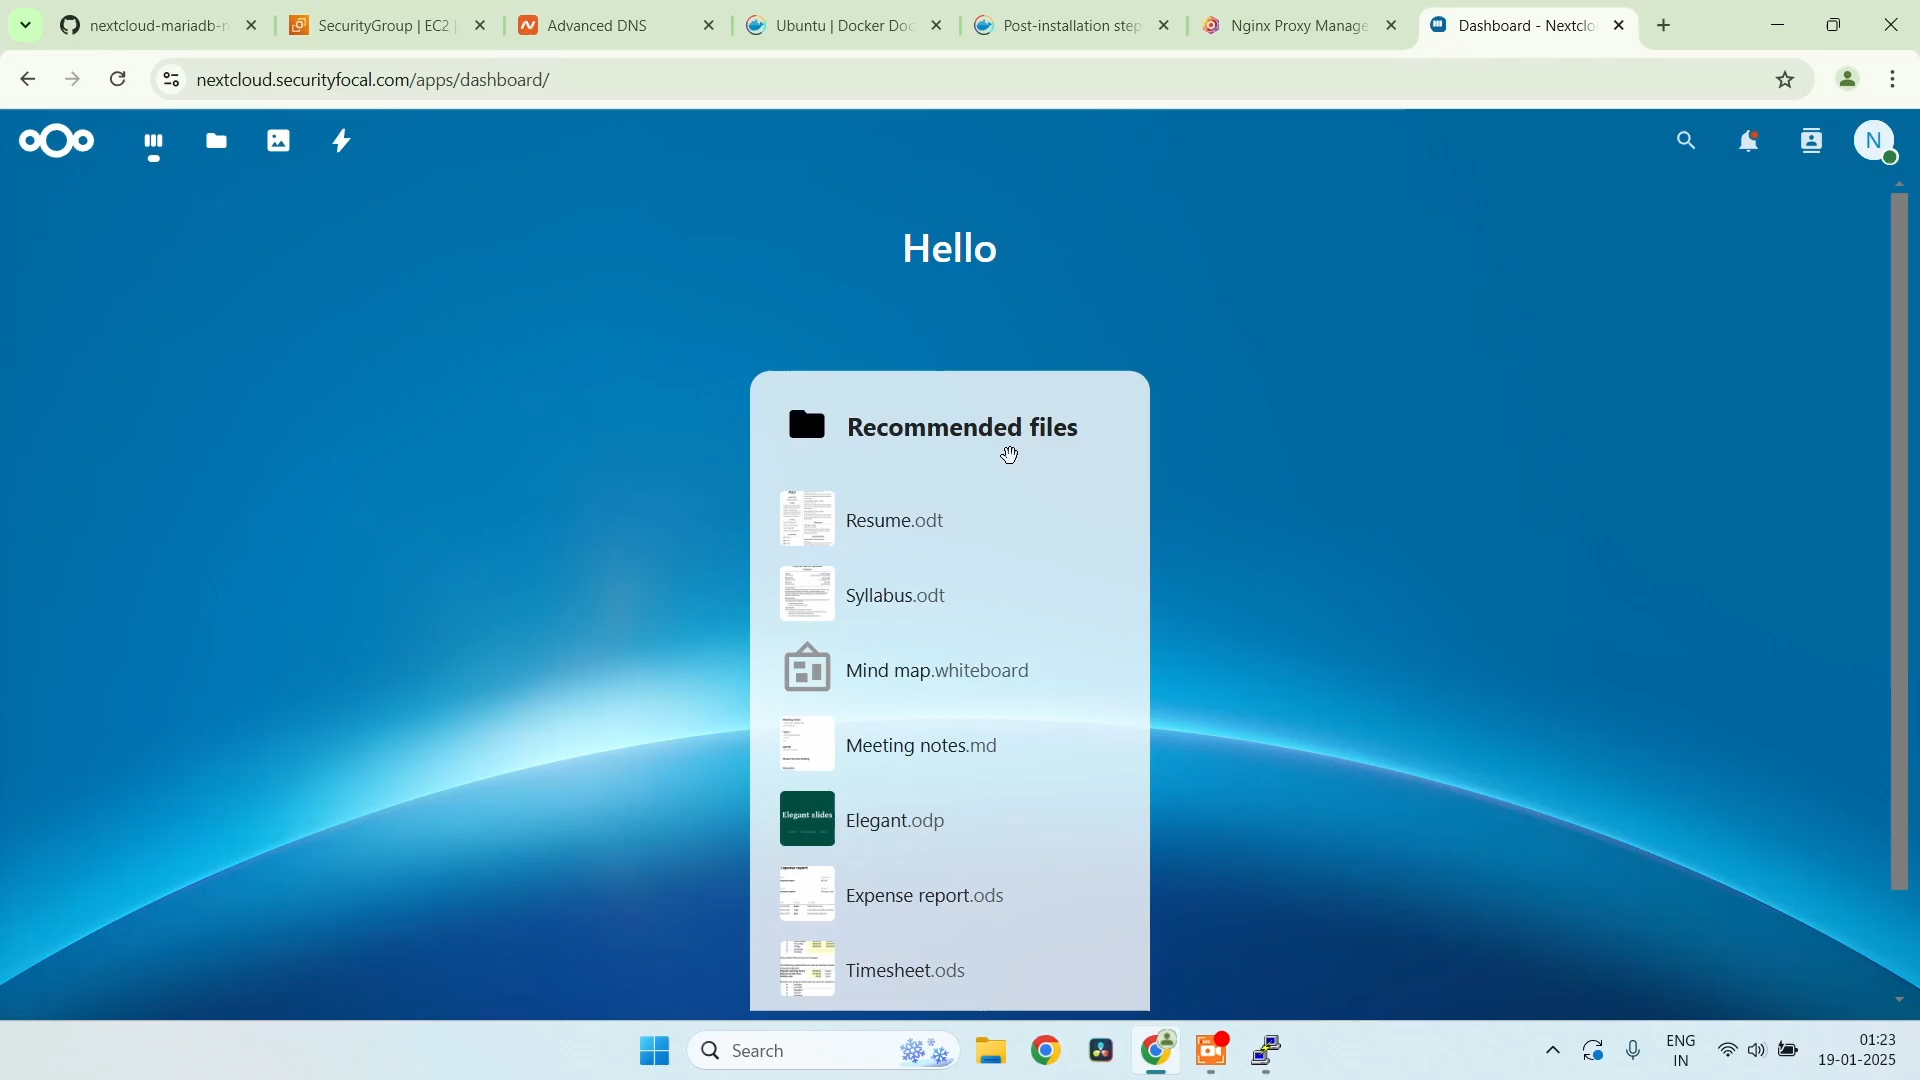 nextcloud-mariadb-n
SecurityGroup | EC2 |
Advanced DNS
Ubuntu | Docker Doc
Post-installation step
Nginx Proxy Manage
Dashboard - Nextclo
nextcloud.securityfocal.com/apps/dashboard/
N
Hello
Recommended files
Resume.odt
Syllabus.odt
Mind map.whiteboard
Meeting notes.md
Elegant slides
Elegant.odp
Expense report.ods
Timesheet.ods
Search
ENG
IN
01:23
19-01-2025